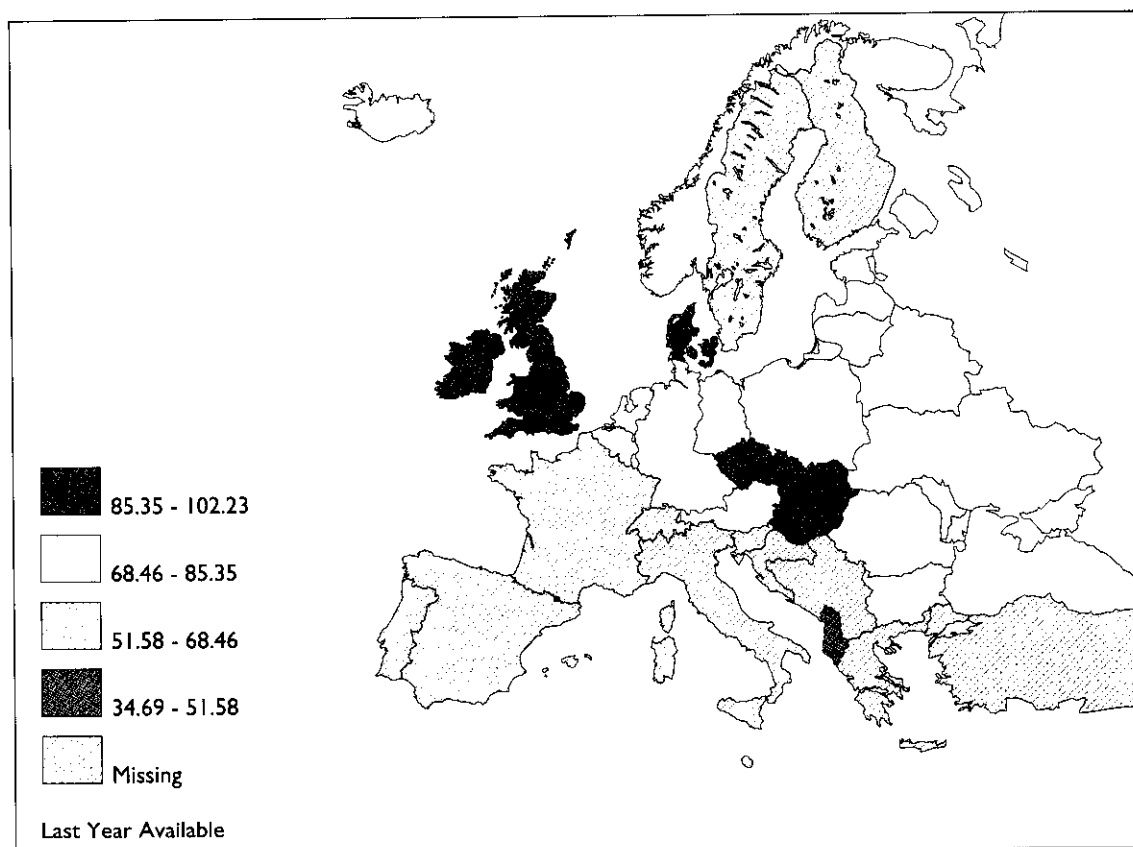 85.35 - 102.23
68.46 - 85.35
51.58 - 68.46
34.69 - 51.58
Missing
Last Year Available